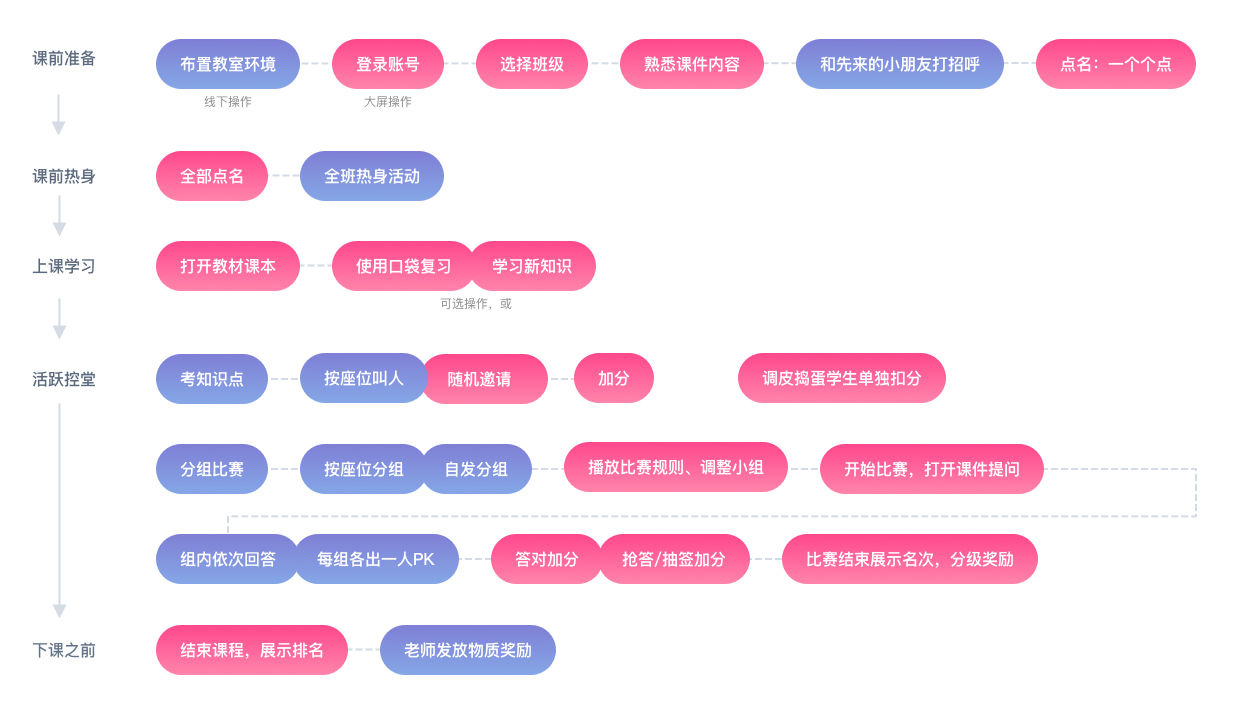 课前准备
布置教室环境
登录账号
选择班级
熟悉课件内容
和先来的小朋友打招呼
点名：一个个点
线下操作
大屏操作
课前热身
全部点名
全班热身活动
上课学习
打开教材课本
使用口袋复习
学习新知识
可选操作，或
活跃控堂
考知识点
按座位叫人
随机邀请
加分
调皮捣蛋学生单独扣分
分组比赛
按座位分组
自发分组
播放比赛规则、调整小组
开始比赛，打开课件提问
组内依次回答
每组各出一人PK
答对加分
抢答/抽签加分
比赛结束展示名次，分级奖励
下课之前
结束课程，展示排名
老师发放物质奖励